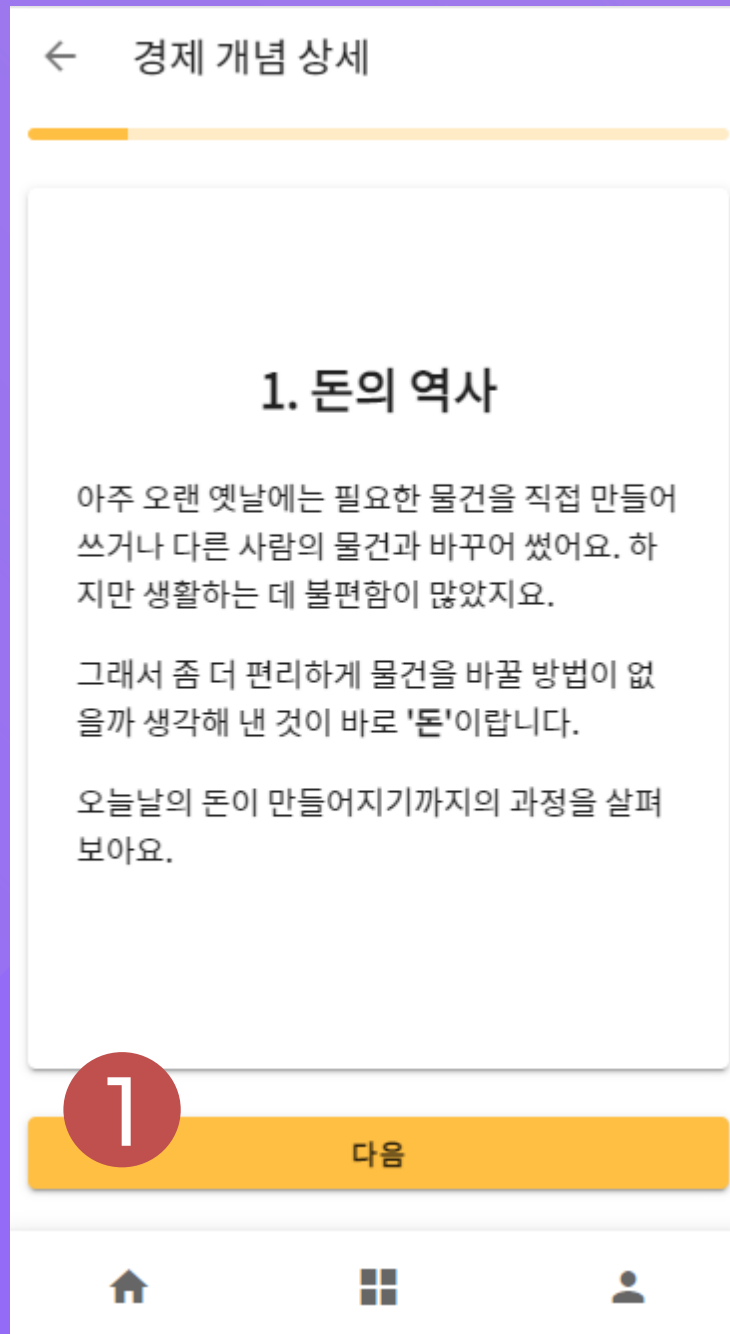 경제 개념 상세
1. 돈의 역사
아주 오랜 옛날에는 필요한 물건을 직접 만들어
쓰거나 다른 사람의 물건과 바꾸어 썼어요. 하
지만 생활하는 데 불편함이 많았지요.
그래서 좀 더 편리하게 물건을 바꿀 방법이 없
을까 생각해 낸 것이 바로 '돈'이랍니다.
오늘날의 돈이 만들어지기까지의 과정을 살펴
보아요.
1
다음